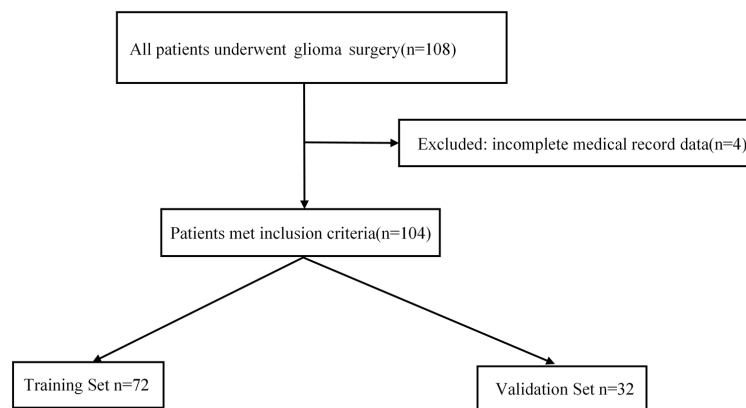 All patients underwent glioma surgery(n=108)
Excluded: incomplete medical record data(n=4)
Patients met inclusion criteria(n=104)
Training Set n=72
Validation Set n=32